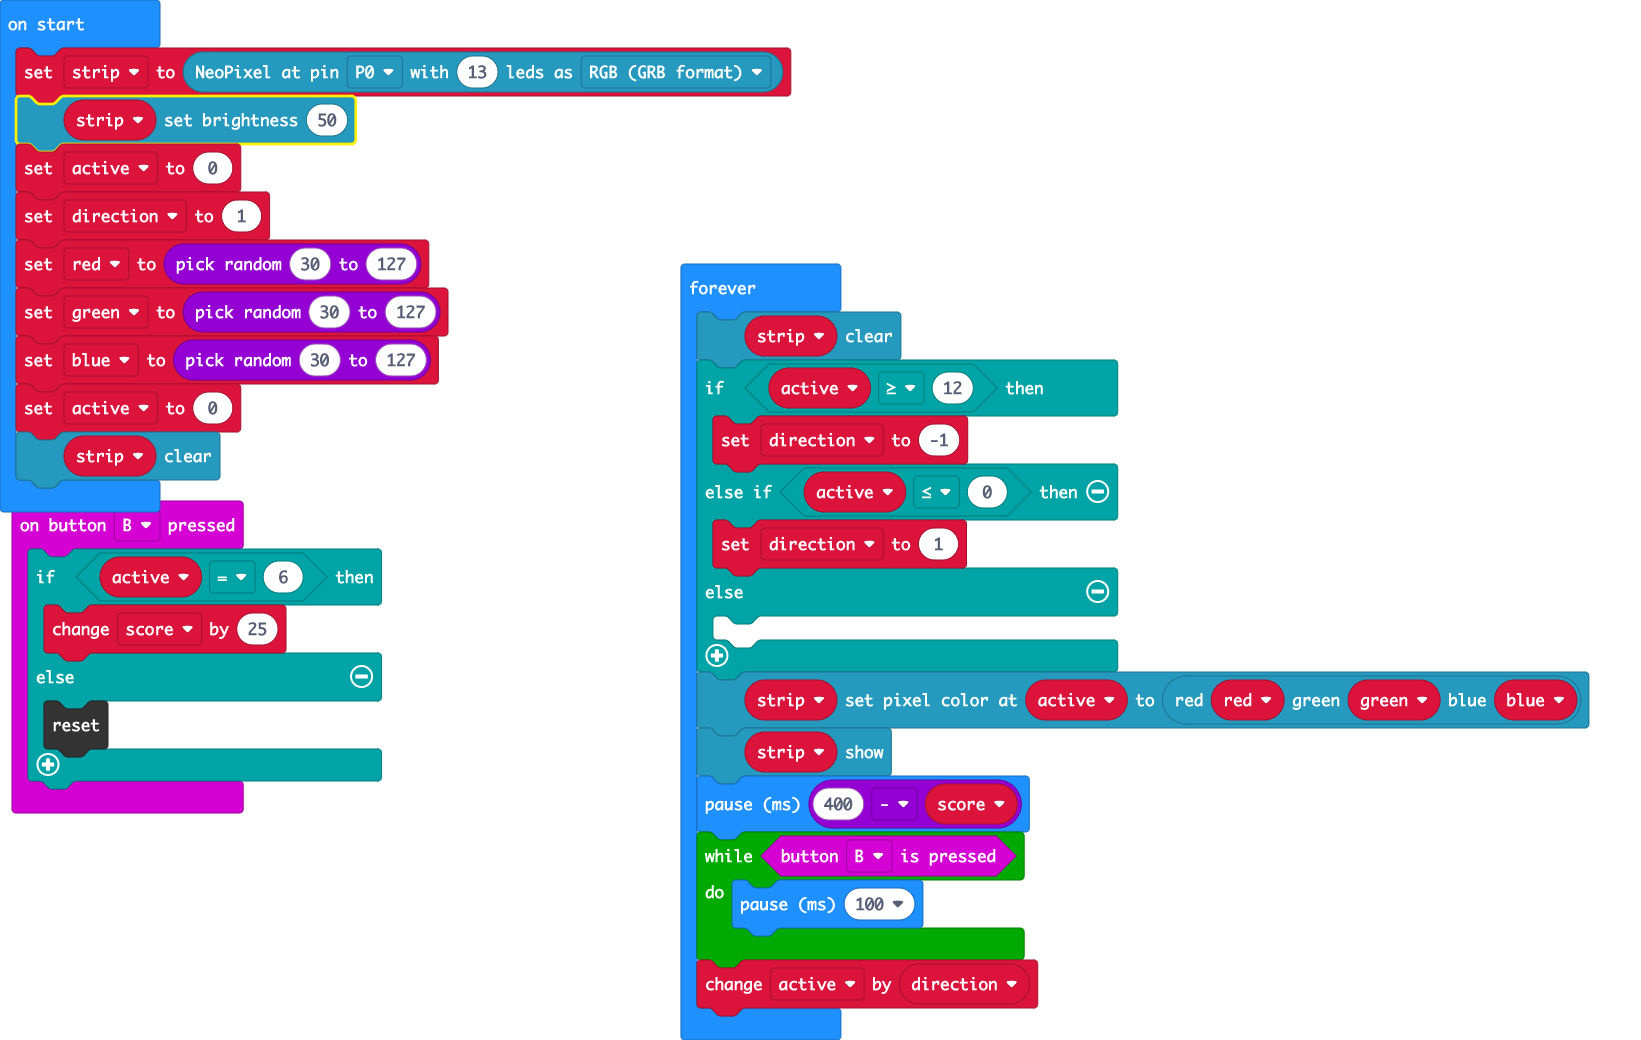 on start
set strip to NeoPixel at pin P0 with 13 leds as RGB (GRB format)
strip set brightness 50
set active to 0
set direction to 1
set red to pick random 30 to 127
set green to pick random 30 to 127
set blue to pick random 30 to 127
set active to 0
strip clear
on button B pressed
if active = 6 then
change score by 25
else
reset
forever
strip clear
if active ≥ 12 then
set direction to -1
else if active ≤ 0 then
set direction to 1
else
strip set pixel color at active to red red green green blue blue
strip show
pause (ms) 400 - score
while button B is pressed
do pause (ms) 100
change active by direction